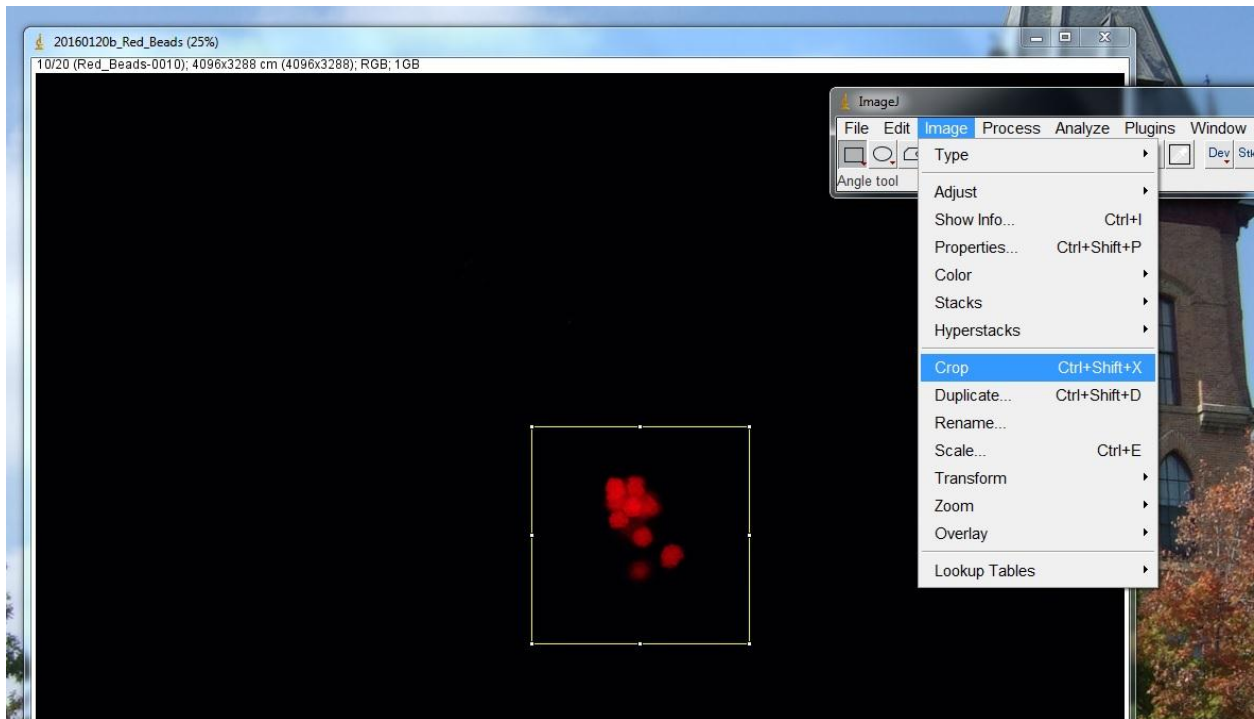 20160120b_Red_Beads (25%)
10/20 (Red_Beads-0010); 4096x3288 cm (4096x3288); RGB; 1GB
ImageJ
File Edit Image Process Analyze Plugins Window
Dev Stk
Angle tool
Type
Adjust
Show Info... Ctrl+I
Properties... Ctrl+Shift+P
Color
Stacks
Hyperstacks
Crop Ctrl+Shift+X
Duplicate... Ctrl+Shift+D
Rename...
Scale... Ctrl+E
Transform
Zoom
Overlay
Lookup Tables